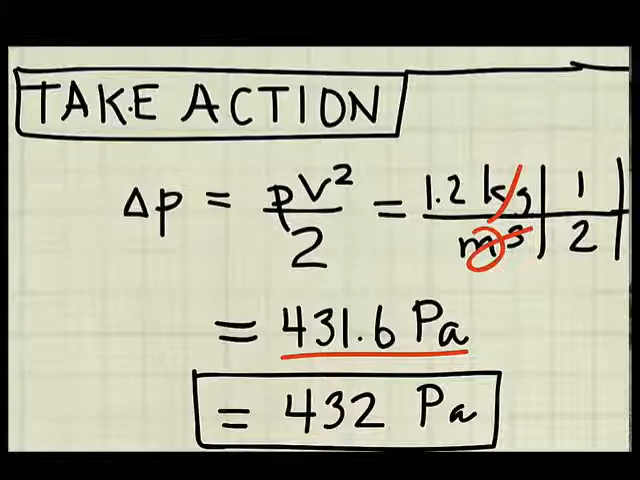 TAKE ACTION
Δp = ρV²/2 = 1.2 kg/m³ | 1/2 |
= 431.6 Pa
= 432 Pa